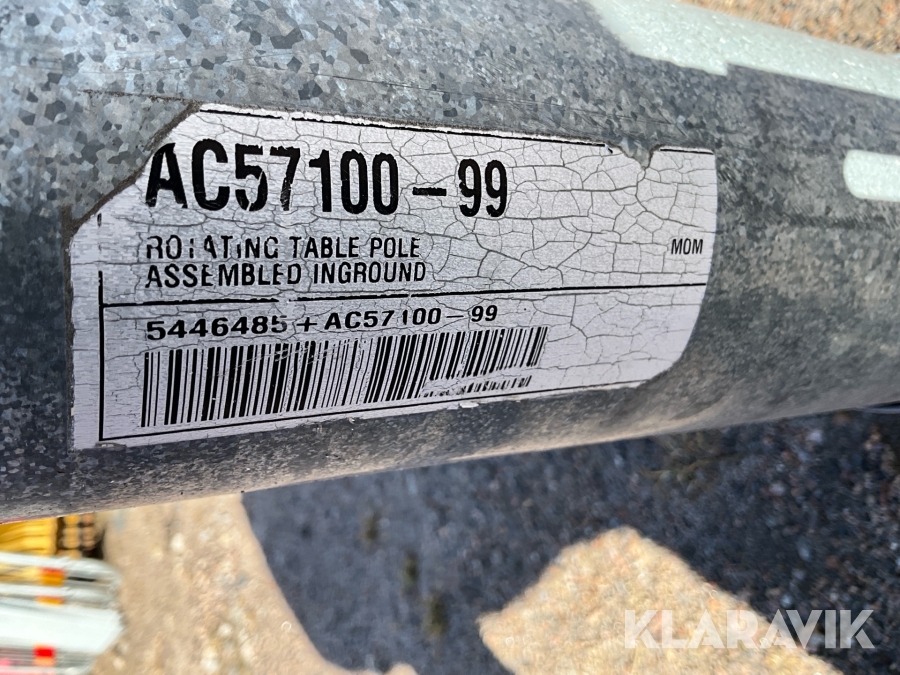 AC57100-99
ROTATING TABLE POLE
ASSEMBLED INGROUND
MOM
5446485+AC57100-99
KLARAVIK